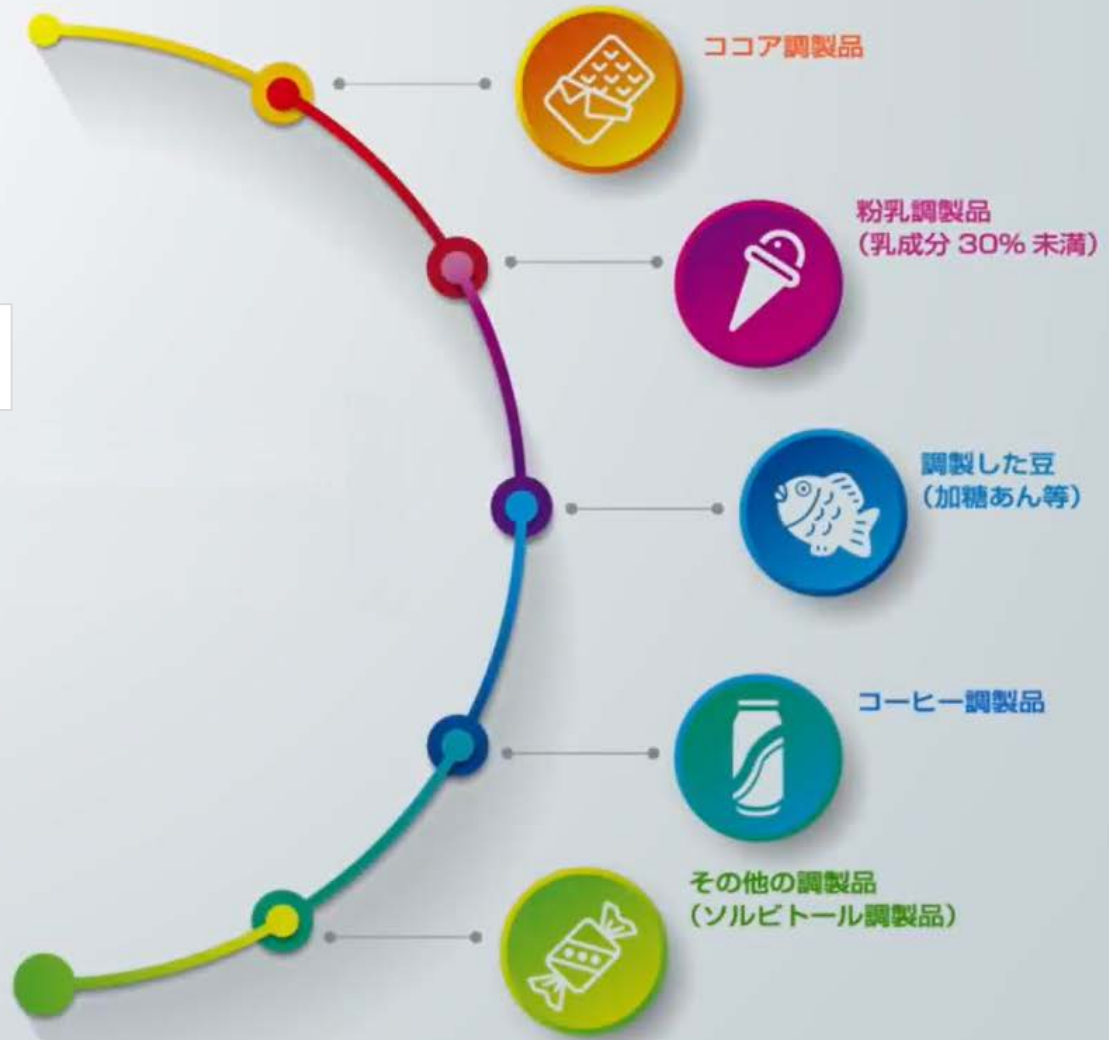 ココア調製品
粉乳調製品
（乳成分 30% 未満）
調製した豆
（加糖あん等）
コーヒー調製品
その他の調製品
（ソルビトール調製品）